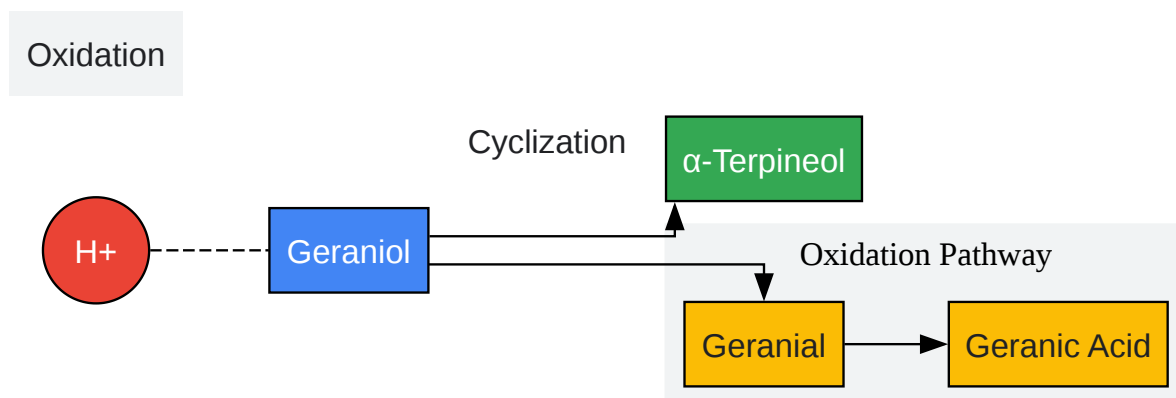 Oxidation
Cyclization
α-Terpineol
H+
Geraniol
Oxidation Pathway
Geranial
Geranic Acid